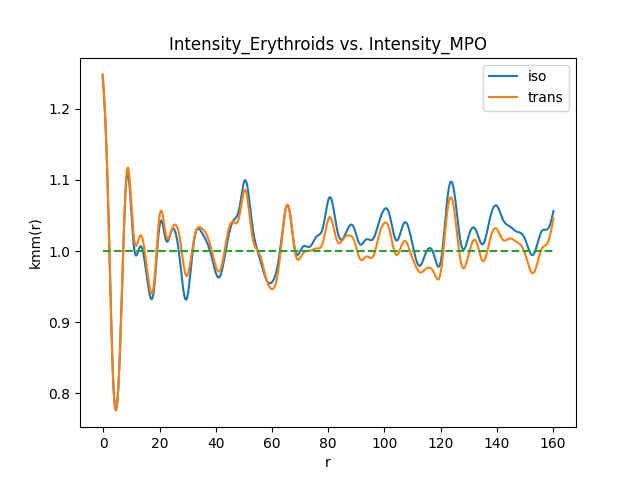 Intensity_Erythroids vs. Intensity_MPO
iso
trans
kmm(r)
1.2
1.1
1.0
0.9
0.8
0 20 40 60 80 100 120 140 160
r